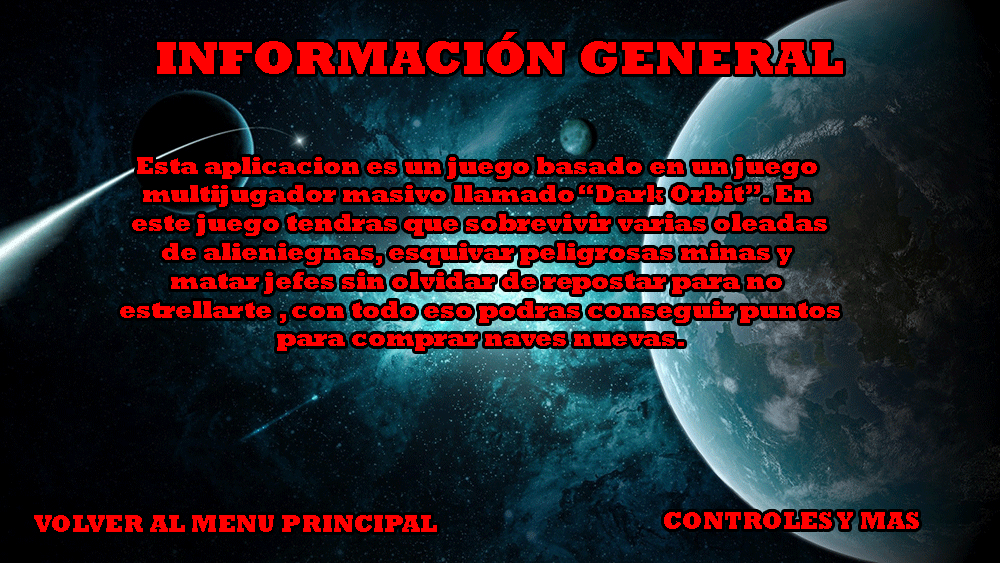 INFORMACIÓN GENERAL
Esta aplicacion es un juego basado en un juego
multijugador masivo llamado “Dark Orbit”. En
este juego tendras que sobrevivir varias oleadas
de alieniegnas, esquivar peligrosas minas y
matar jefes sin olvidar de repostar para no
estrellarte , con todo eso podras conseguir puntos
para comprar naves nuevas.
VOLVER AL MENU PRINCIPAL
CONTROLES Y MAS